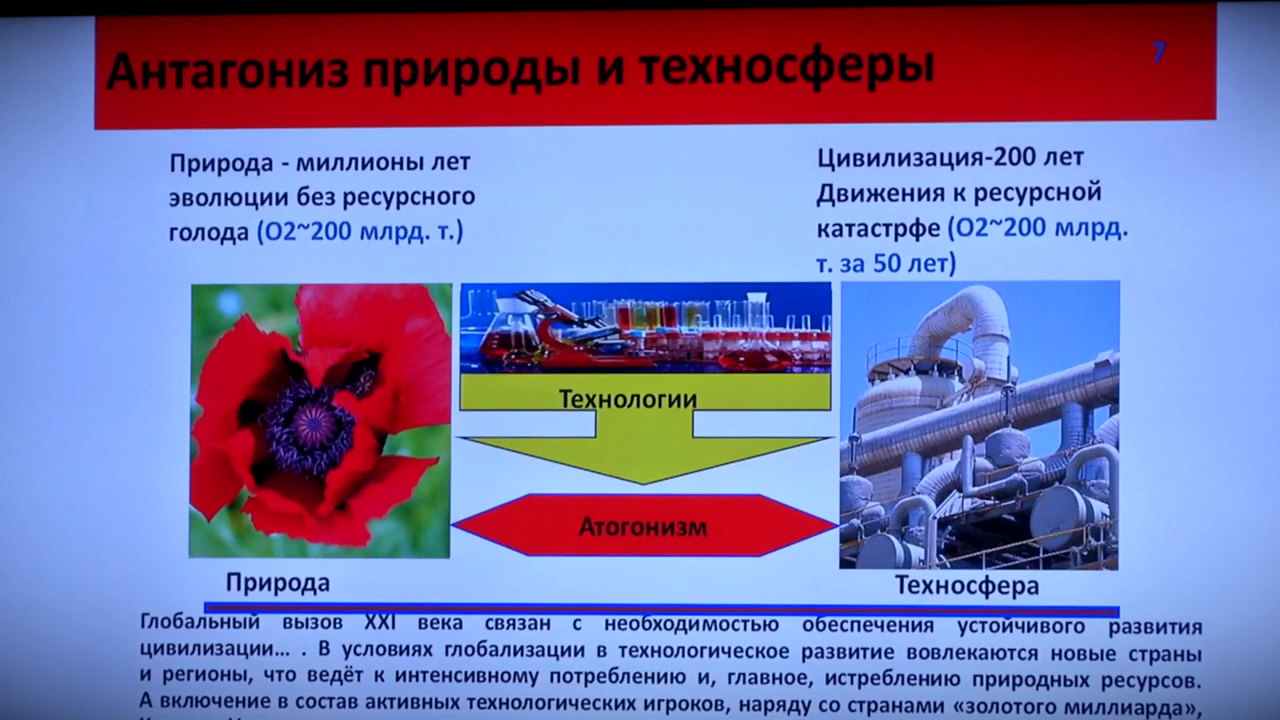 Антагониз природы и техносферы
7
Природа - миллионы лет
эволюции без ресурсного
голода (О2~200 млрд. т.)
Цивилизация-200 лет
Движения к ресурсной
катастрфе (О2~200 млрд.
т. за 50 лет)
Технологии
Атогонизм
Природа
Техносфера
Глобальный вызов XXI века связан с необходимостью обеспечения устойчивого развития
цивилизации... . В условиях глобализации в технологическое развитие вовлекаются новые страны
и регионы, что ведёт к интенсивному потреблению и, главное, истреблению природных ресурсов.
А включение в состав активных технологических игроков, наряду со странами «золотого миллиарда»,